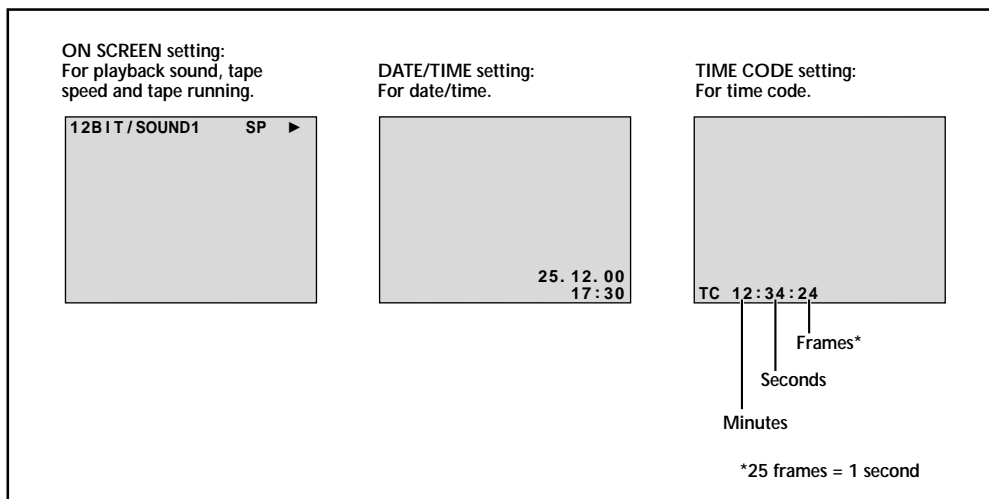 ON SCREEN setting:
For playback sound, tape
speed and tape running.
12BIT/SOUND1 SP ►
DATE/TIME setting:
For date/time.
25.12.00
17:30
TIME CODE setting:
For time code.
TC 12:34:24
Frames*
Seconds
Minutes
*25 frames = 1 second